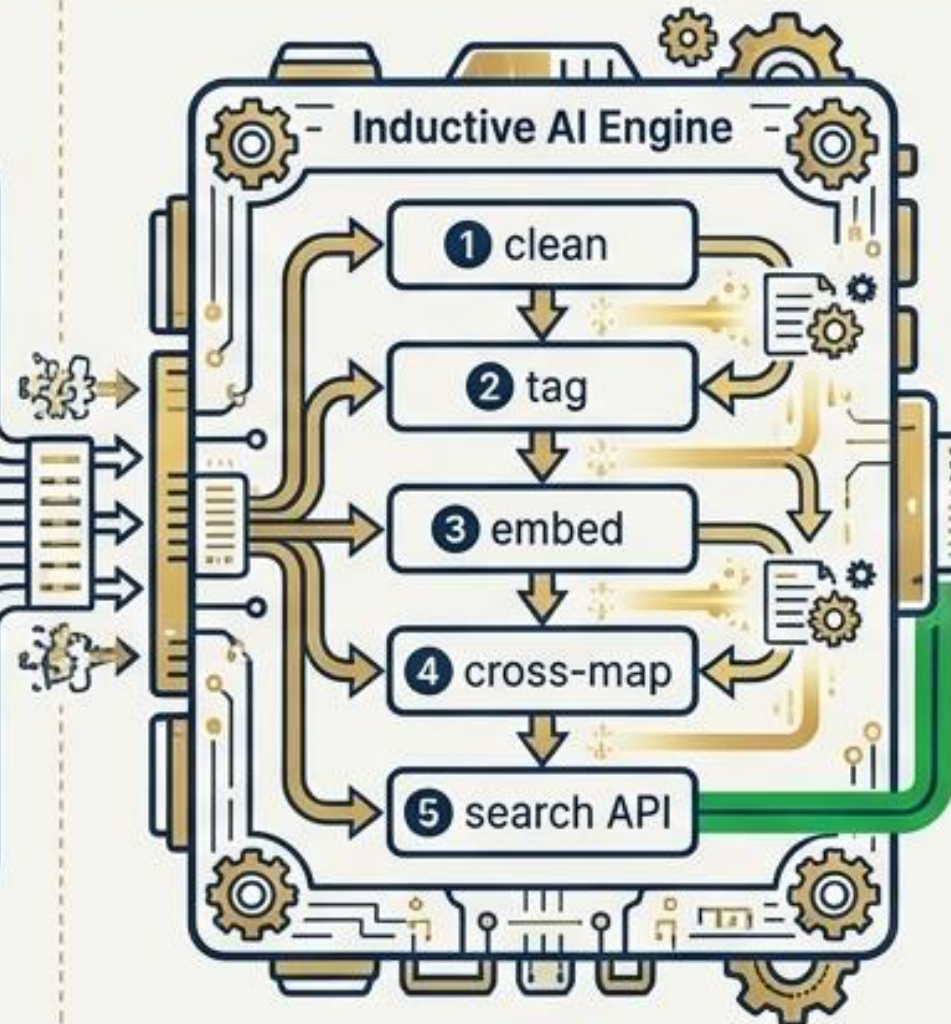 Inductive AI Engine
1 clean
2 tag
3 embed
4 cross-map
5 search API